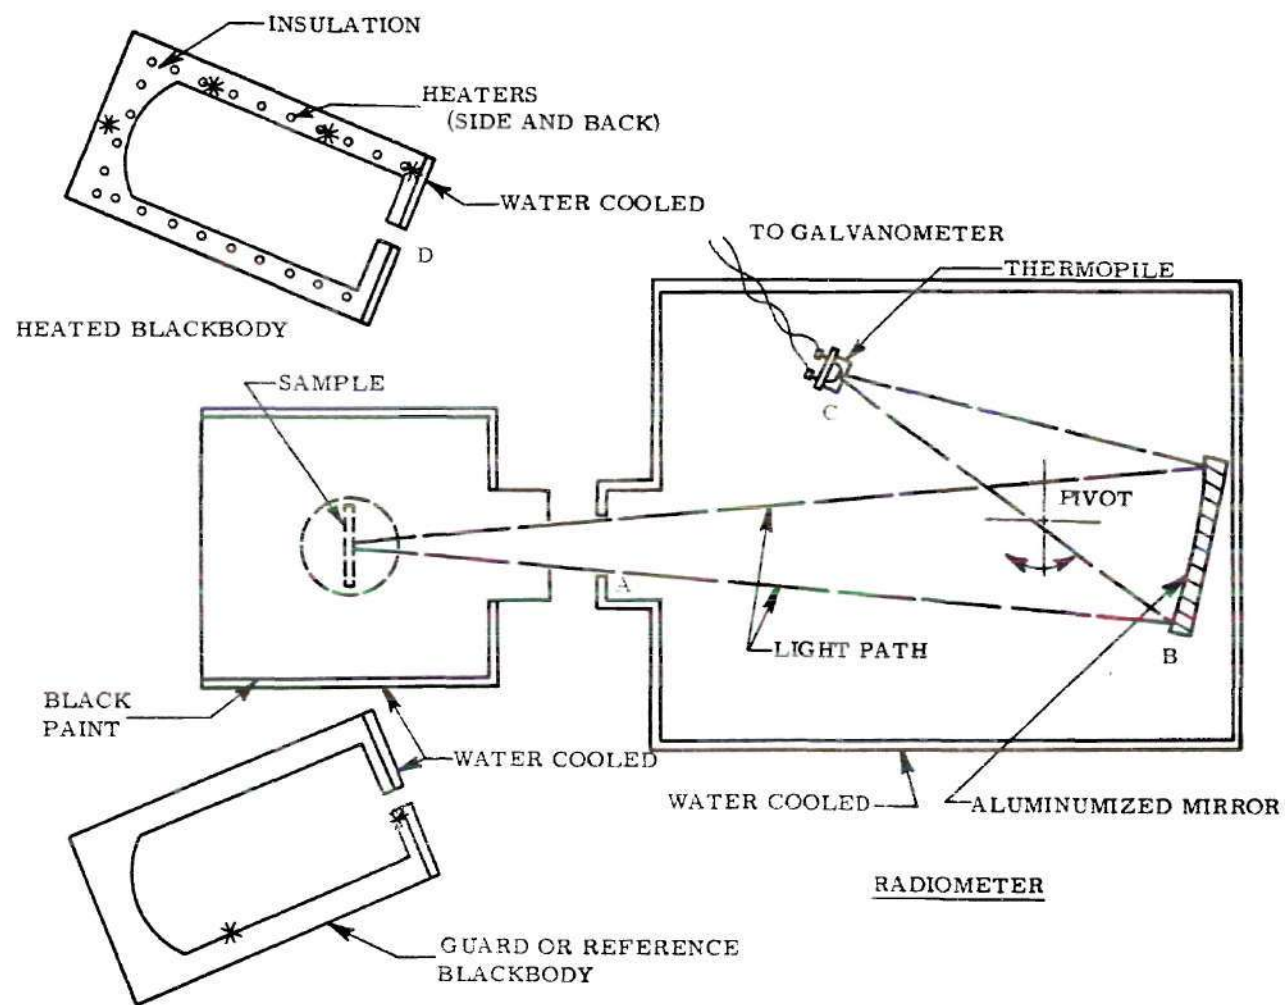 INSULATION
HEATERS
(SIDE AND BACK)
WATER COOLED
D
HEATED BLACKBODY
TO GALVANOMETER
THERMOPILE
C
SAMPLE
PIVOT
A
LIGHT PATH
B
BLACK
PAINT
WATER COOLED
WATER COOLED
ALUMINUMIZED MIRROR
RADIOMETER
GUARD OR REFERENCE
BLACKBODY